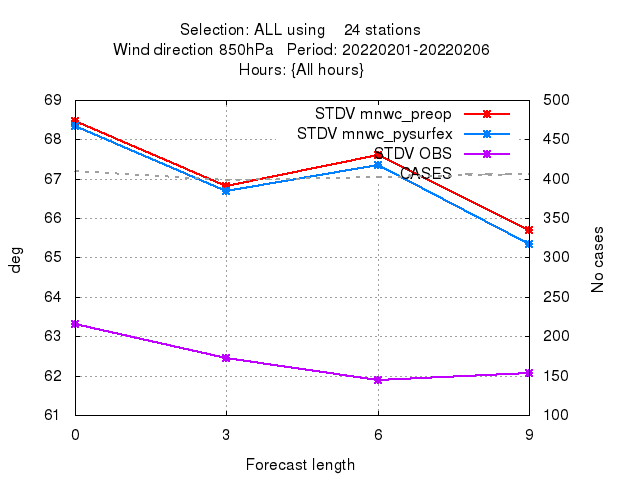 Selection: ALL using 24 stations
Wind direction 850hPa Period: 20220201-20220206
Hours: {All hours}
69 500
STDV mnwc_preop
68 450
STDV mnwc_pysurfex
STDV OBS
67 400
CASES
66 350
65 300
64 250
63 200
62 150
61 100
deg
No cases
0 3 6 9
Forecast length